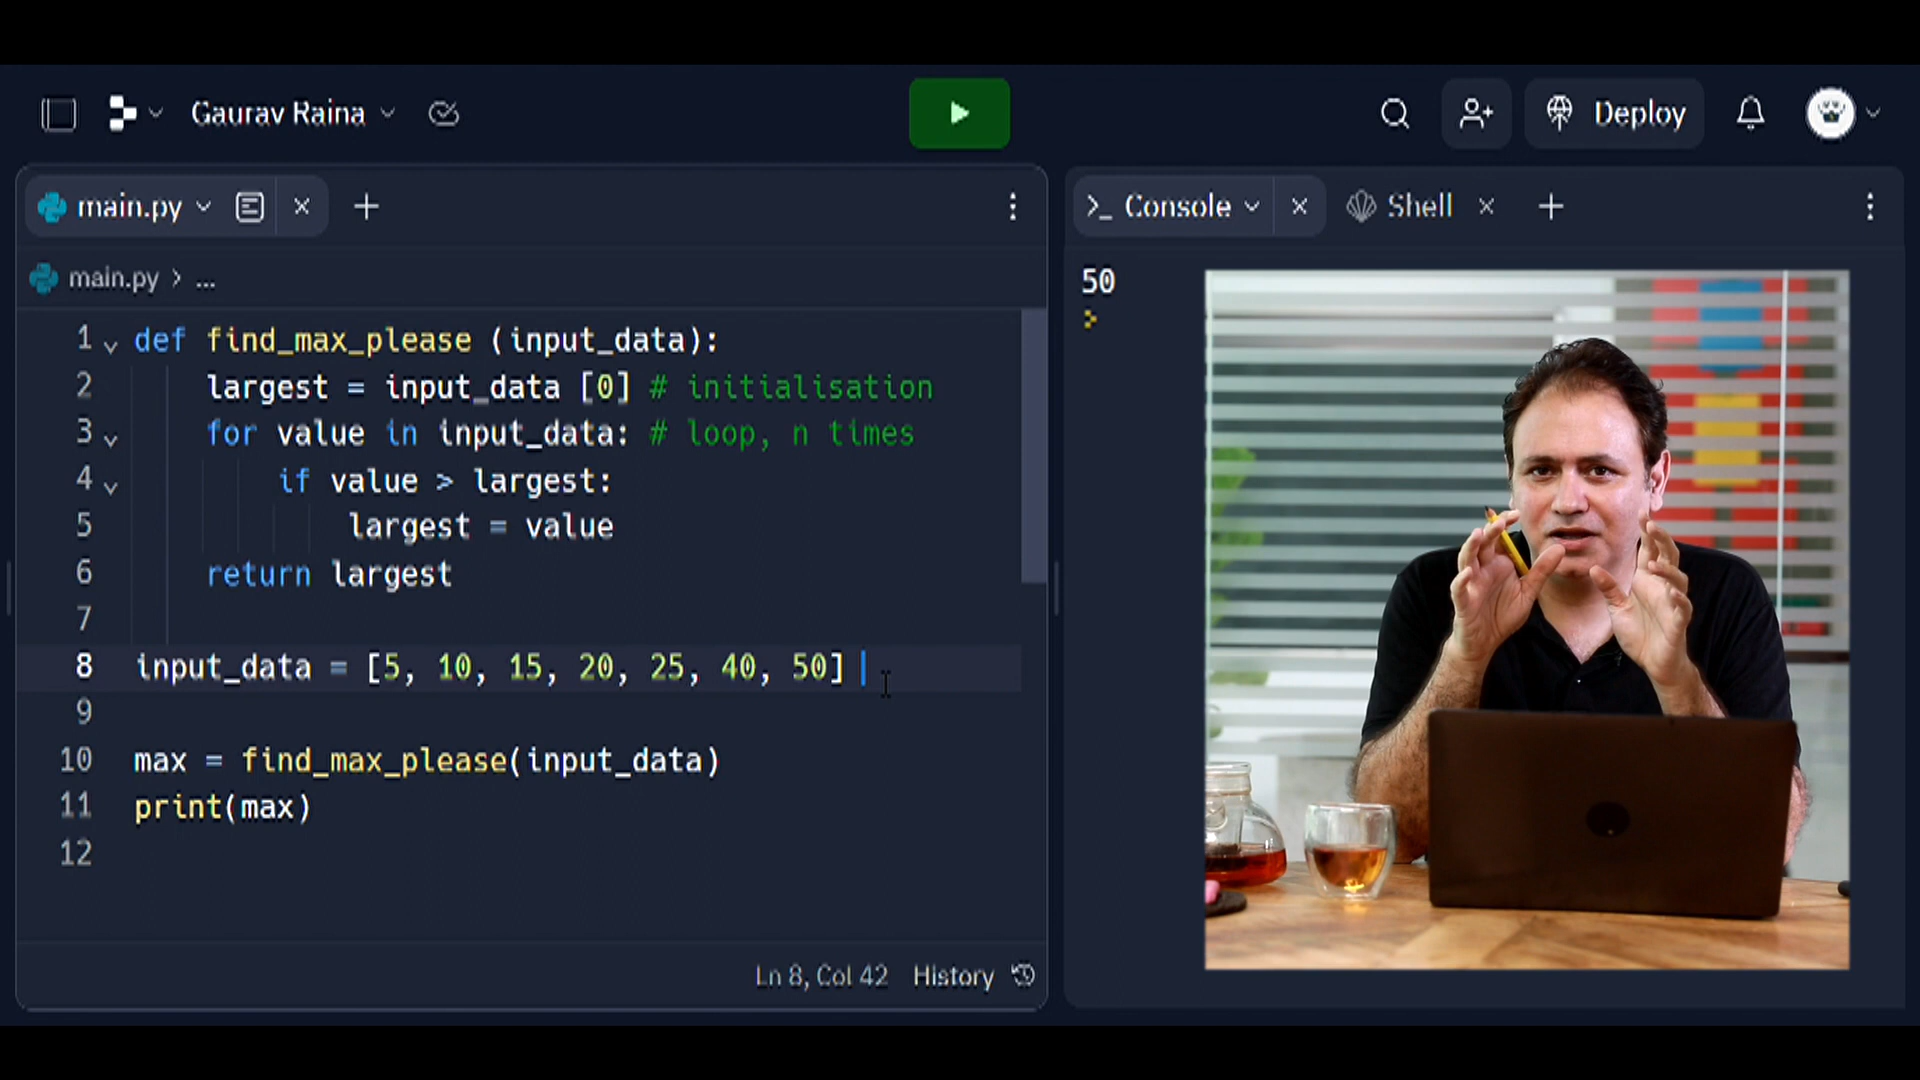 Gaurav Raina
Deploy
main.py
Console
Shell
main.py > ...
50
>
1 def find_max_please (input_data):
2 largest = input_data [0] # initialisation
3 for value in input_data: # loop, n times
4 if value > largest:
5 largest = value
6 return largest
7
8 input_data = [5, 10, 15, 20, 25, 40, 50]
9
10 max = find_max_please(input_data)
11 print(max)
12
Ln 8, Col 42 History